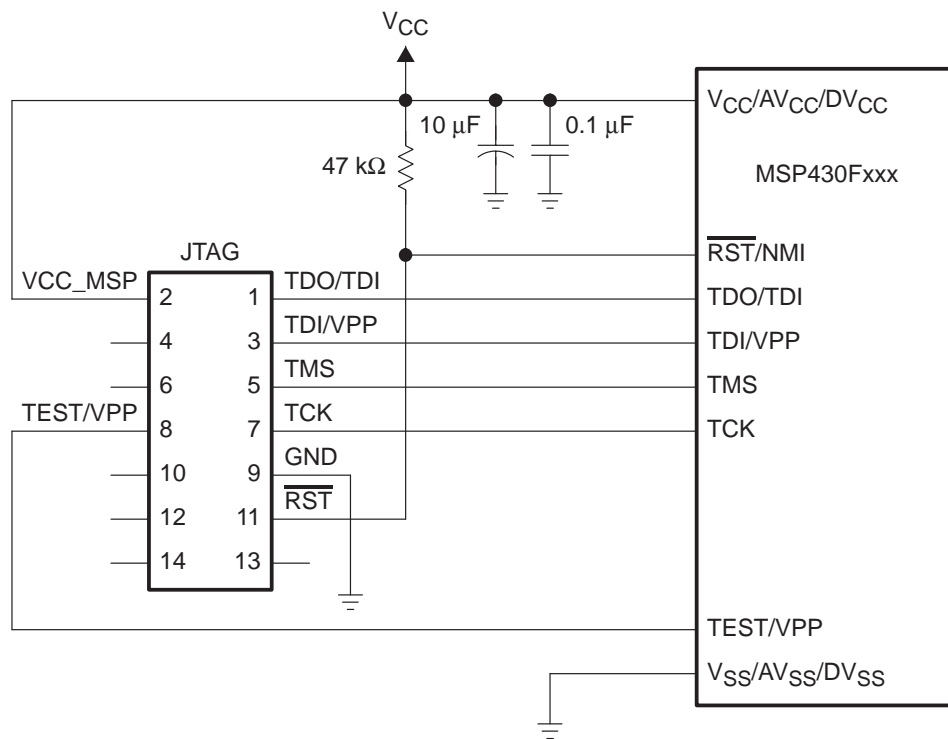 VCC
VCC/AVCC/DVCC
10 μF
0.1 μF
47 kΩ
MSP430Fxxx
JTAG
RST/NMI
VCC_MSP
2
1
TDO/TDI
TDO/TDI
4
3
TDI/VPP
TDI/VPP
6
5
TMS
TMS
TEST/VPP
8
7
TCK
TCK
10
9
GND
12
11
RST
14
13
TEST/VPP
VSS/AVSS/DVSS